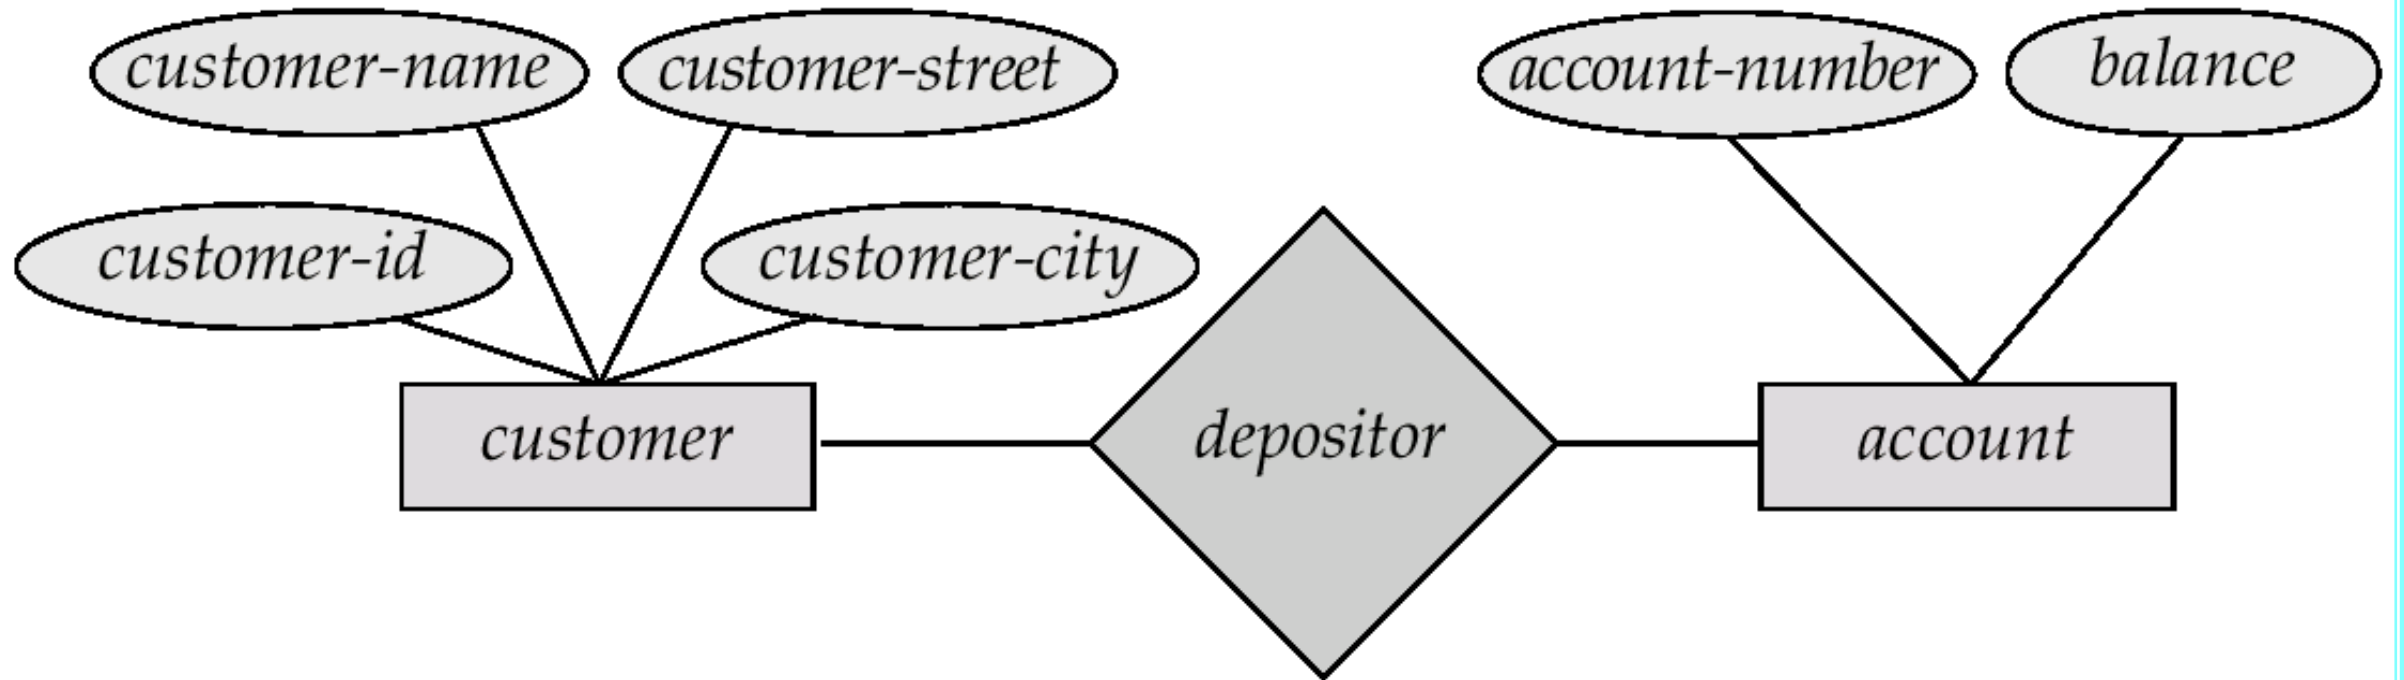 customer-name
customer-street
account-number
balance
customer-id
customer-city
customer
depositor
account